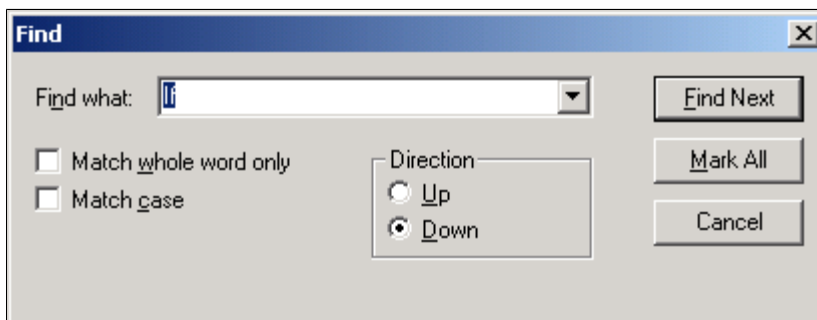 Find
Find what: If Find Next
Match whole word only Direction Mark All
Match case Up
Down Cancel